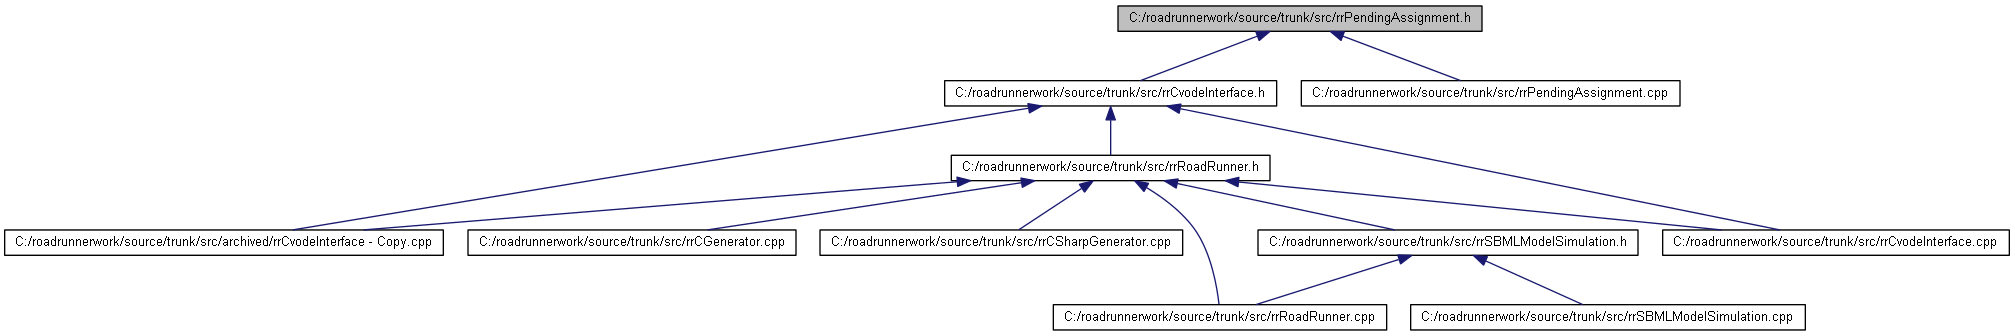 C:/roadrunnerwork/source/trunk/src/rrPendingAssignment.h
C:/roadrunnerwork/source/trunk/src/rrCvodeInterface.h
C:/roadrunnerwork/source/trunk/src/rrPendingAssignment.cpp
C:/roadrunnerwork/source/trunk/src/rrRoadRunner.h
C:/roadrunnerwork/source/trunk/src/archived/rrCvodeInterface - Copy.cpp
C:/roadrunnerwork/source/trunk/src/rrCGenerator.cpp
C:/roadrunnerwork/source/trunk/src/rrCSharpGenerator.cpp
C:/roadrunnerwork/source/trunk/src/rrSBMLModelSimulation.h
C:/roadrunnerwork/source/trunk/src/rrCvodeInterface.cpp
C:/roadrunnerwork/source/trunk/src/rrRoadRunner.cpp
C:/roadrunnerwork/source/trunk/src/rrSBMLModelSimulation.cpp